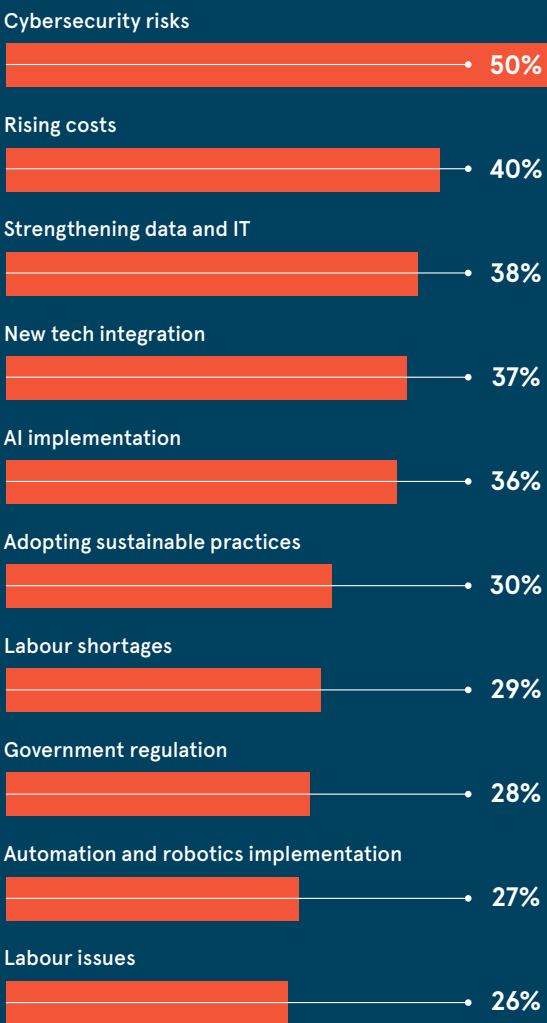 Cybersecurity risks
50%
Rising costs
40%
Strengthening data and IT
38%
New tech integration
37%
AI implementation
36%
Adopting sustainable practices
30%
Labour shortages
29%
Government regulation
28%
Automation and robotics implementation
27%
Labour issues
26%